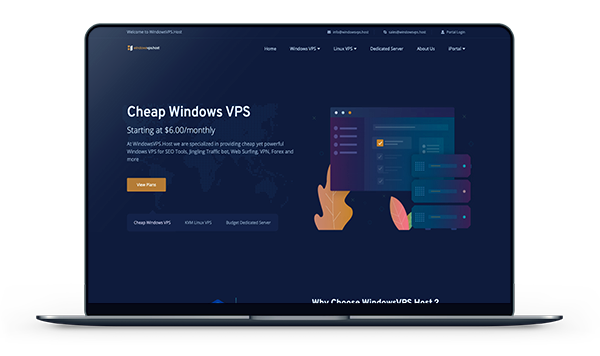 Welcome to WindowsVPS.Host
info@windowsvps.host sales@windowsvps.host Portal Login
windowsvps.host
Home Windows VPS Linux VPS Dedicated Server About Us iPortal
Cheap Windows VPS
Starting at $6.00/monthly
At WindowsVPS.Host we are specialized in providing cheap yet powerful
Windows VPS for SEO Tools, Jingling Traffic bot, Web Surfing, VPN, Forex and
more
View Plans
Cheap Windows VPS KVM Linux VPS Budget Dedicated Server
Why Choose WindowsVPS Host ?